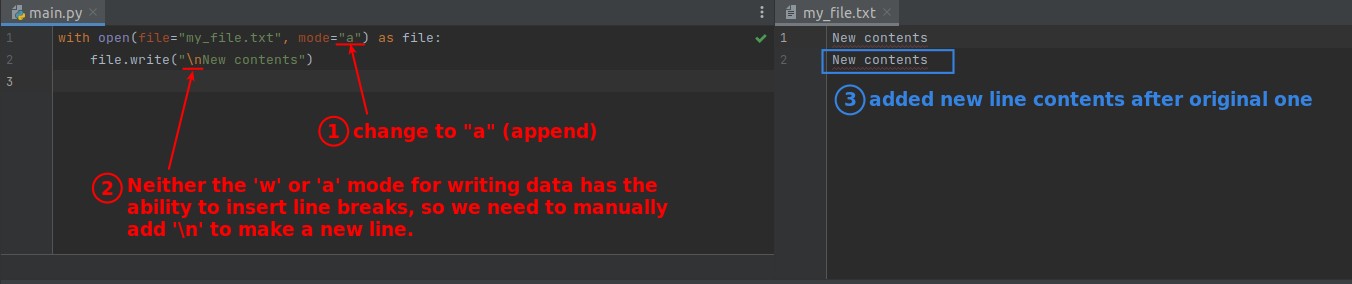 main.py
my_file.txt
1 with open(file="my_file.txt", mode="a") as file:
2 file.write("\nNew contents")
3
1 New contents
2 New contents
③ added new line contents after original one
① change to "a" (append)
② Neither the 'w' or 'a' mode for writing data has the
ability to insert line breaks, so we need to manually
add '\n' to make a new line.